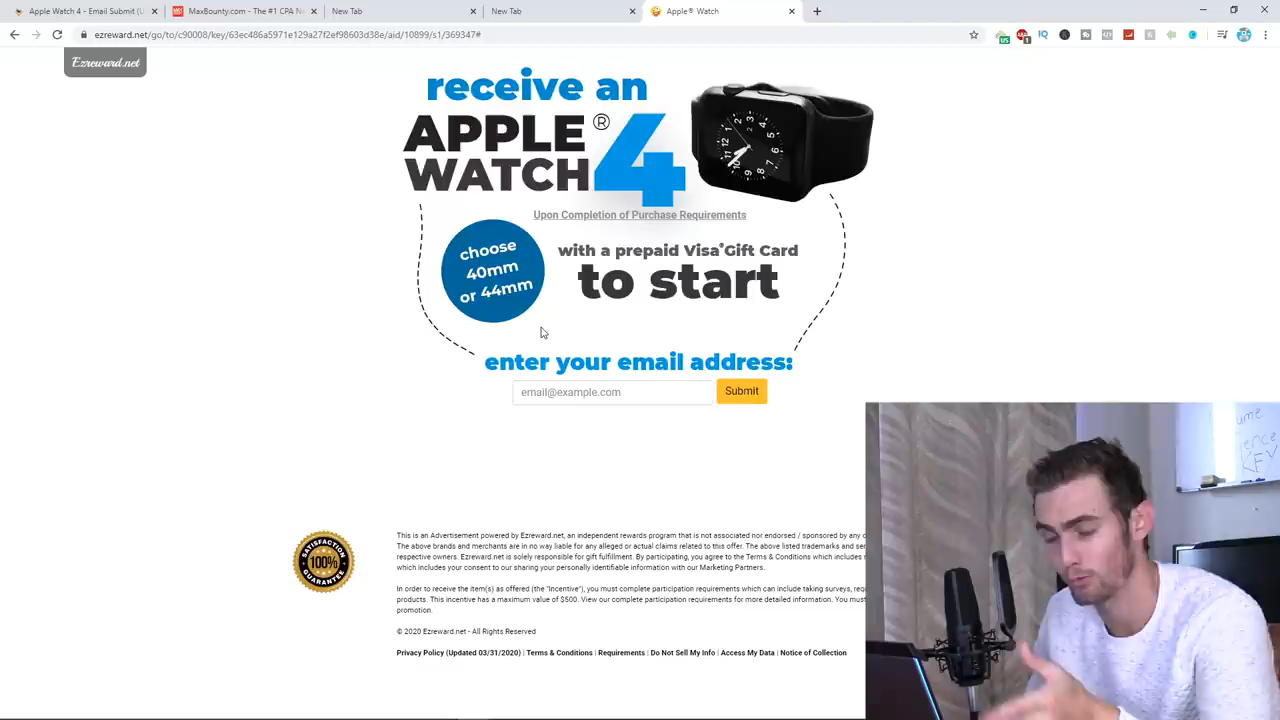 Apple Watch 4 - Email Submit (U
MaxBounty.com - The #1 CPA Ne
New Tab
New Tab
Apple® Watch
ezreward.net/go/to/c90008/key/63ec486a5971e129a27f2ef98603d38e/aid/10899/s1/369347#
Ezreward.net
receive an
APPLE®
WATCH 4
Upon Completion of Purchase Requirements
choose
40mm
or 44mm
with a prepaid Visa® Gift Card
to start
enter your email address:
email@example.com
Submit
SATISFACTION
100%
GUARANTEE
This is an Advertisement powered by Ezreward.net, an independent rewards program that is not associated nor endorsed / sponsored by any o
The above brands and merchants are in no way liable for any alleged or actual claims related to this offer. The above listed trademarks and ser
respective owners. Ezreward.net is solely responsible for gift fulfillment. By participating, you agree to the Terms & Conditions which includes
which includes your consent to our sharing your personally identifiable information with our Marketing Partners.
In order to receive the item(s) as offered (the "Incentive"), you must complete participation requirements which can include taking surveys, req
products. This incentive has a maximum value of $500. View our complete participation requirements for more detailed information. You must
promotion.
© 2020 Ezreward.net - All Rights Reserved
Privacy Policy (Updated 03/31/2020) | Terms & Conditions | Requirements | Do Not Sell My Info | Access My Data | Notice of Collection